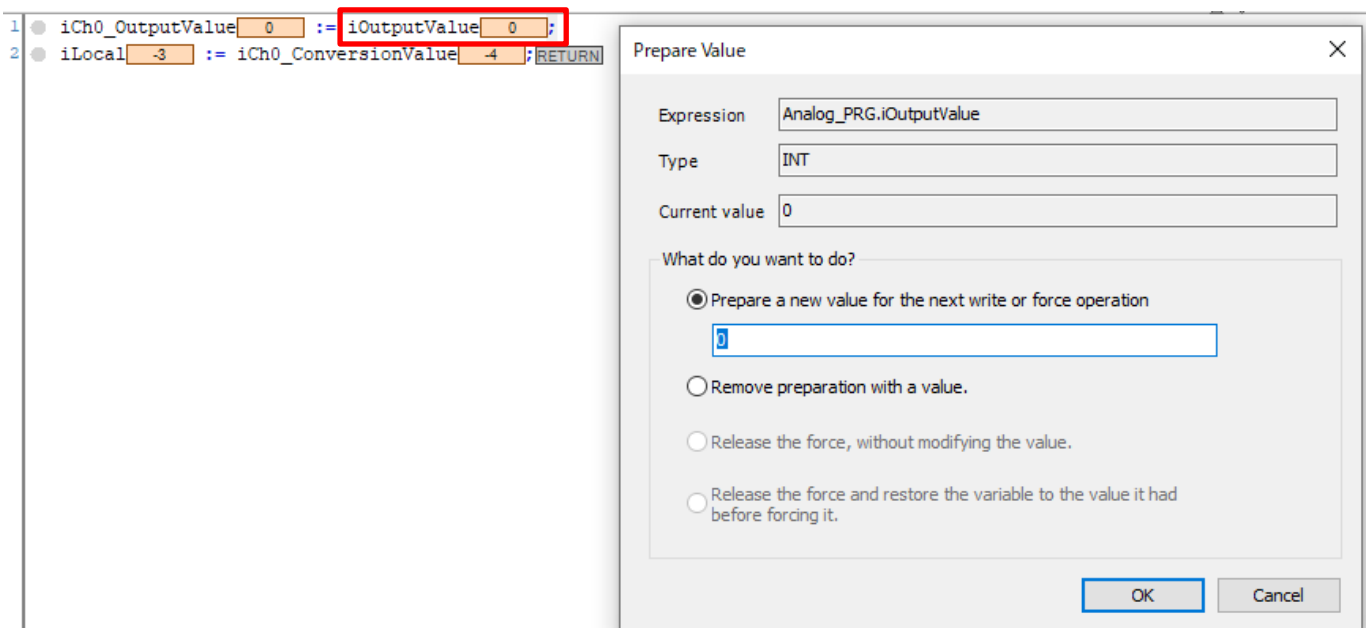 1 iCh0_OutputValue 0 := iOutputValue 0 ;
2 iLocal -3 := iCh0_ConversionValue -4 ;RETURN
Prepare Value
Expression Analog_PRG.iOutputValue
Type INT
Current value 0
What do you want to do?
Prepare a new value for the next write or force operation
0
Remove preparation with a value.
Release the force, without modifying the value.
Release the force and restore the variable to the value it had
before forcing it.
OK Cancel